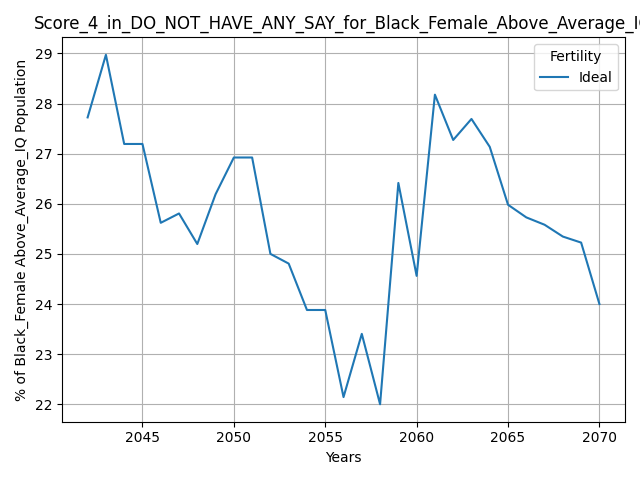 Score_4_in_DO_NOT_HAVE_ANY_SAY_for_Black_Female_Above_Average_IQ
29
28
27
26
25
24
23
22
% of Black_Female Above_Average_IQ Population
Fertility
Ideal
2045 2050 2055 2060 2065 2070
Years